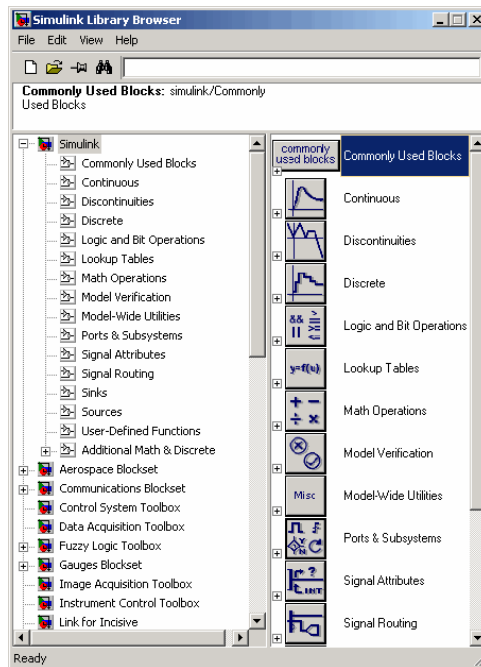 Simulink Library Browser
File Edit View Help
Commonly Used Blocks: simulink/Commonly
Used Blocks
Simulink
Commonly Used Blocks
Continuous
Discontinuities
Discrete
Logic and Bit Operations
Lookup Tables
Math Operations
Model Verification
Model-Wide Utilities
Ports & Subsystems
Signal Attributes
Signal Routing
Sinks
Sources
User-Defined Functions
Additional Math & Discrete
Aerospace Blockset
Communications Blockset
Control System Toolbox
Data Acquisition Toolbox
Fuzzy Logic Toolbox
Gauges Blockset
Image Acquisition Toolbox
Instrument Control Toolbox
Link for Incisive
commonly
used blocks
Commonly Used Blocks
Continuous
Discontinuities
Discrete
&& ||
Logic and Bit Operations
y=f(u)
Lookup Tables
+ −
÷ ×
Math Operations
Model Verification
Misc
Model-Wide Utilities
Ports & Subsystems
Signal Attributes
Signal Routing
Ready